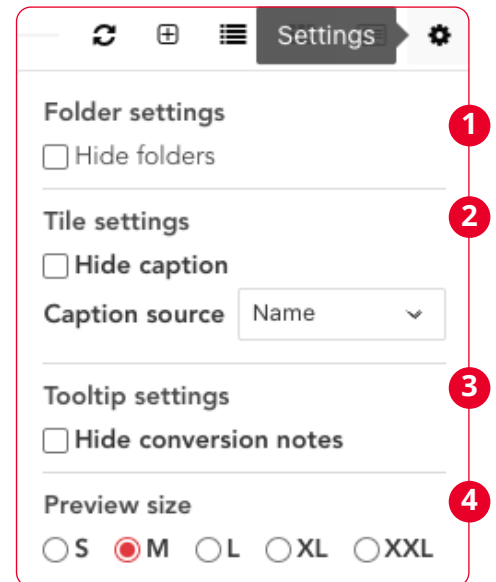 Settings
Folder settings
1
Hide folders
Tile settings
2
Hide caption
Caption source Name
Tooltip settings
3
Hide conversion notes
Preview size
4
S M L XL XXL